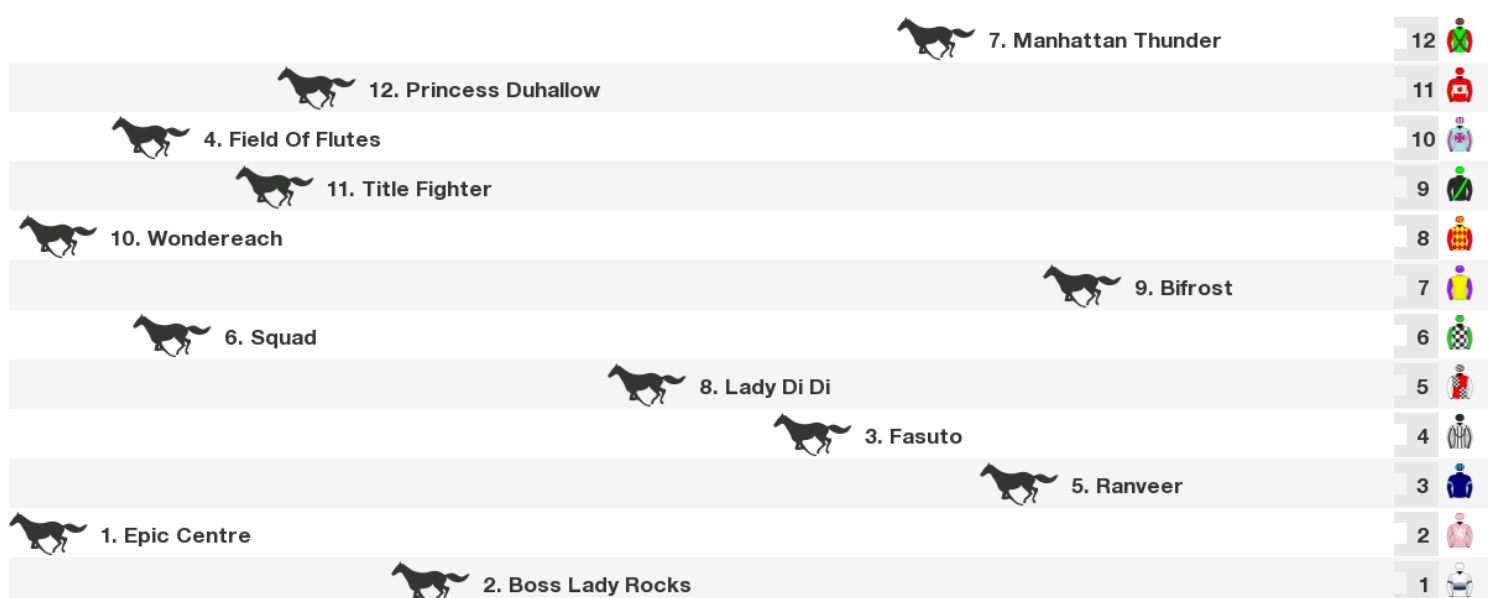 7. Manhattan Thunder 12
12. Princess Duhallow 11
4. Field Of Flutes 10
11. Title Fighter 9
10. Wondereach 8
9. Bifrost 7
6. Squad 6
8. Lady Di Di 5
3. Fasuto 4
5. Ranveer 3
1. Epic Centre 2
2. Boss Lady Rocks 1